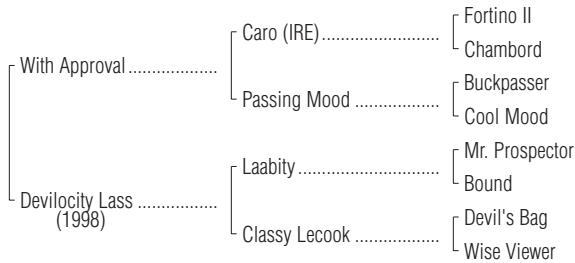 Fortino II
Caro (IRE)
Chambord
With Approval
Buckpasser
Passing Mood
Cool Mood
Mr. Prospector
Laabity
Bound
Devilocity Lass
(1998)
Devil's Bag
Classy Lecook
Wise Viewer